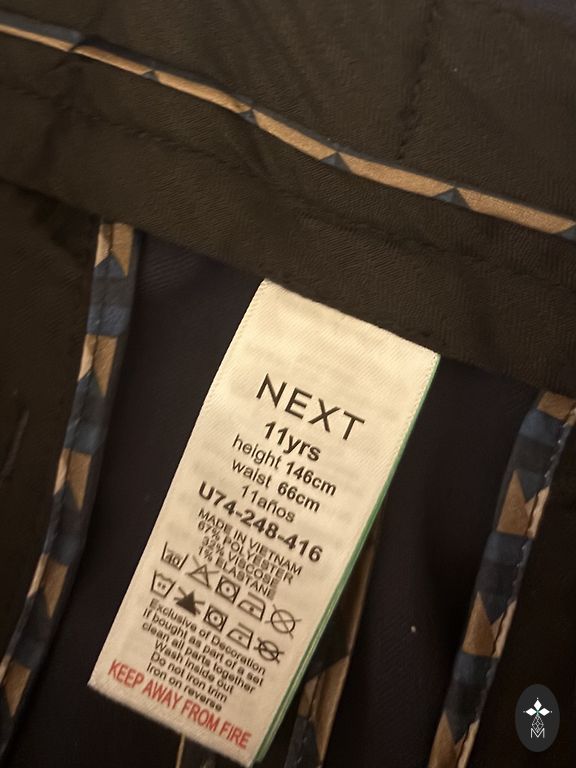 NEXT
11yrs
height 146cm
waist 66cm
11años
U74-248-416
MADE IN VIETNAM
67% POLYESTER
32% VISCOSE
1% ELASTANE
40
Exclusive of Decoration
if bought as part of a set
clean all parts together
Wash inside out
Do not iron trim
Iron on reverse
KEEP AWAY FROM FIRE
M